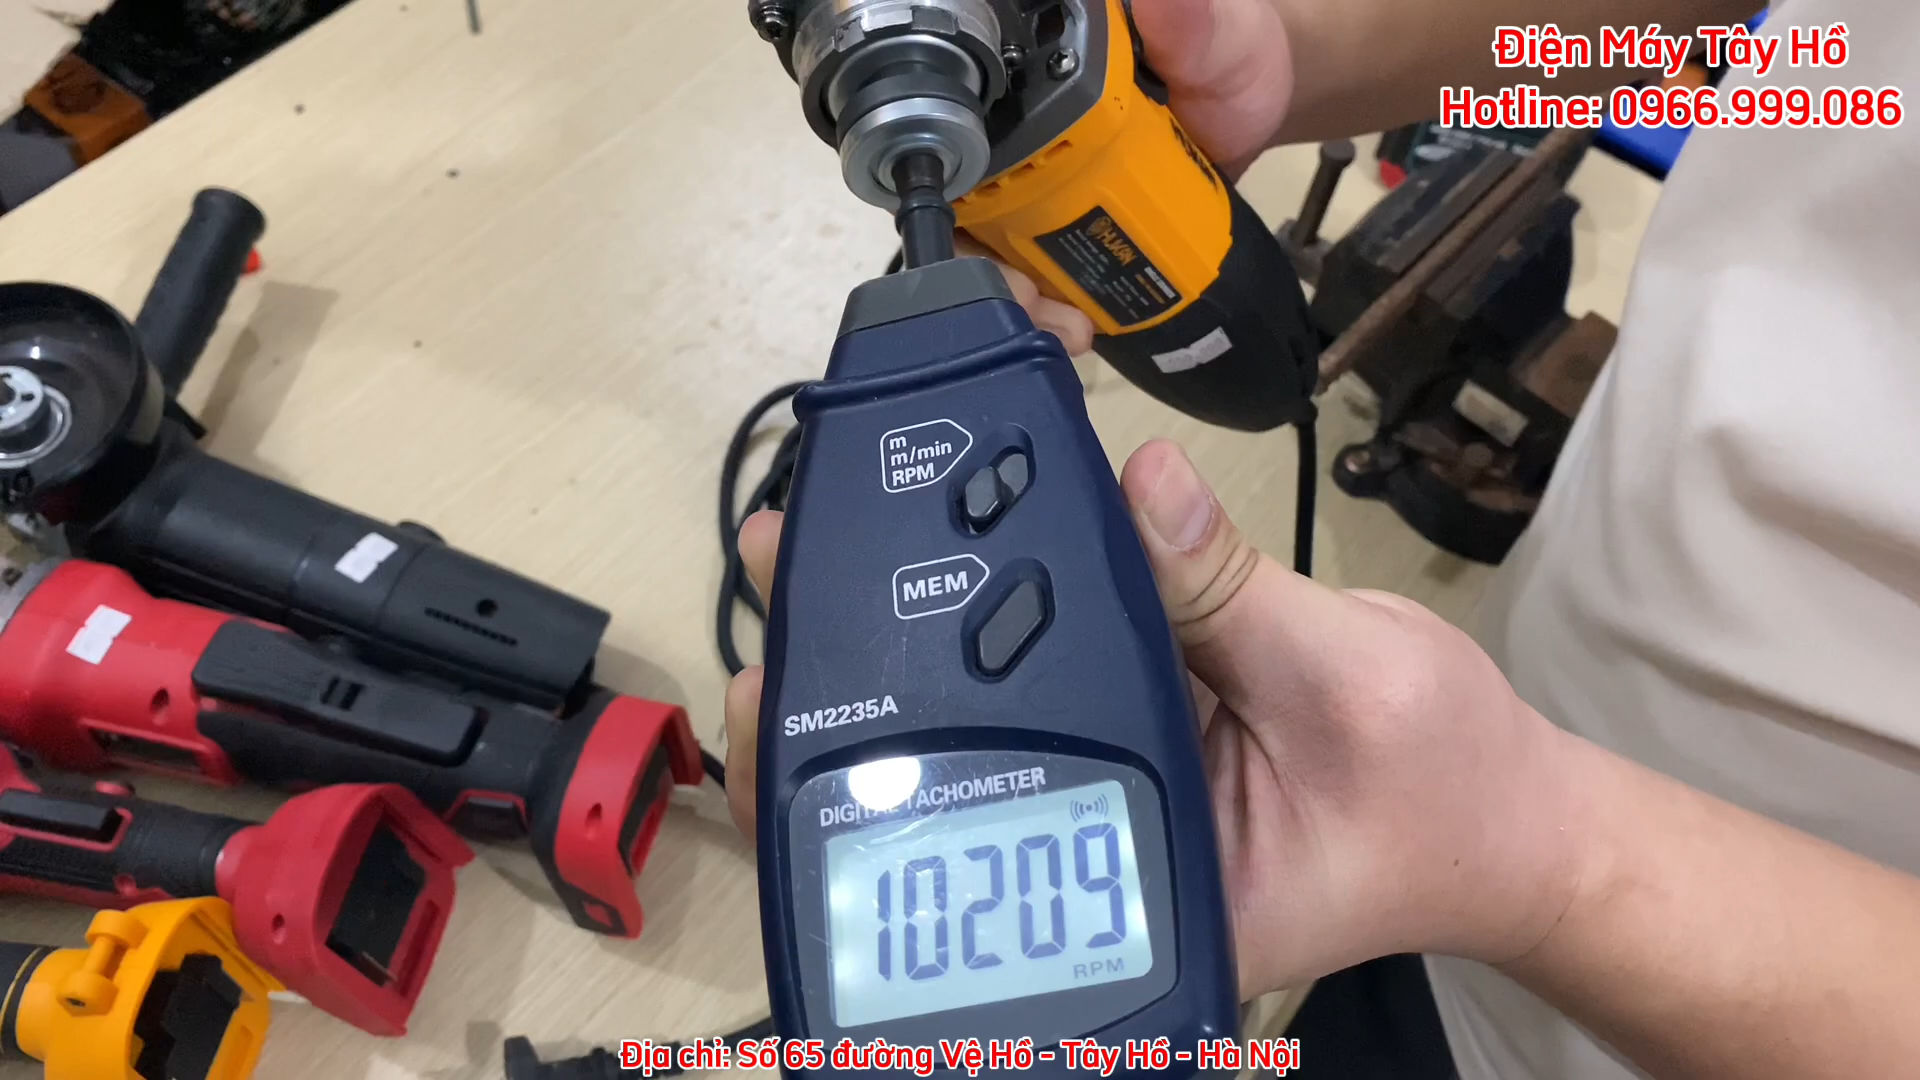 Điện Máy Tây Hồ
Hotline: 0966.999.086
HUKAN
m
m/min
RPM
MEM
SM2235A
DIGITAL TACHOMETER
10209
RPM
Địa chỉ: Số 65 đường Vệ Hồ - Tây Hồ - Hà Nội